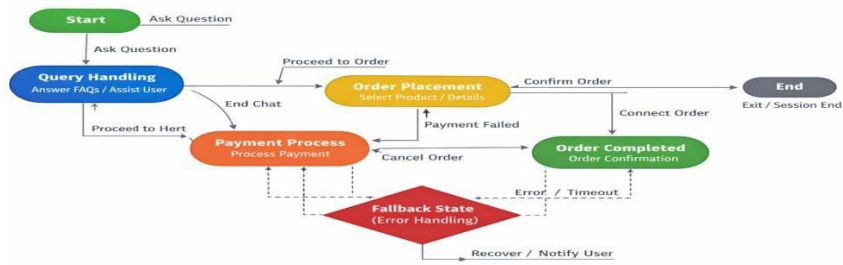 Start
Ask Question
Ask Question
Proceed to Order
Query Handling
Answer FAQs / Assist User
Order Placement
Select Product / Details
Confirm Order
End
Exit / Session End
End Chat
Connect Order
Proceed to Hert
Payment Failed
Payment Process
Process Payment
Cancel Order
Order Completed
Order Confirmation
Error / Timeout
Fallback State
(Error Handling)
Recover / Notify User